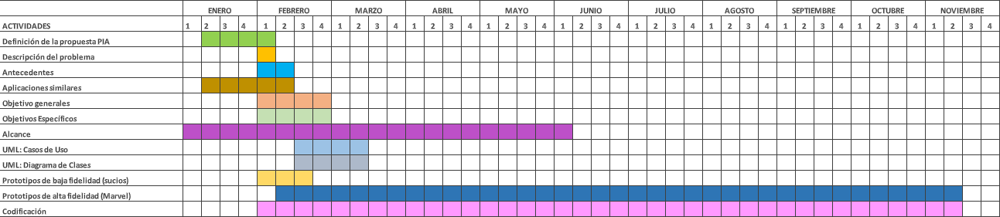 ENERO FEBRERO MARZO ABRIL MAYO JUNIO JULIO AGOSTO SEPTIEMBRE OCTUBRE NOVIEMBRE
ACTIVIDADES 1 2 3 4 1 2 3 4 1 2 3 4 1 2 3 4 1 2 3 4 1 2 3 4 1 2 3 4 1 2 3 4 1 2 3 4 1 2 3 4 1 2 3 4
Definición de la propuesta PIA
Descripción del problema
Antecedentes
Aplicaciones similares
Objetivo generales
Objetivos Específicos
Alcance
UML: Casos de Uso
UML: Diagrama de Clases
Prototipos de baja fidelidad (sucios)
Prototipos de alta fidelidad (Marvel)
Codificación